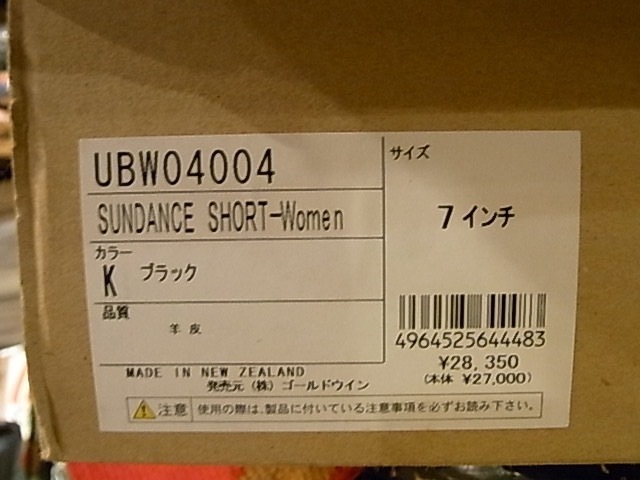 UBW04004
SUNDANCE SHORT-Women
カラー
K ブラック
品質
羊皮
サイズ
7インチ
4964525644483
¥28,350
(本体 ¥27,000)
MADE IN NEW ZEALAND
発売元 (株) ゴールドウイン
注意 使用の際は、製品に付いている注意事項を必ずお読み下さい。